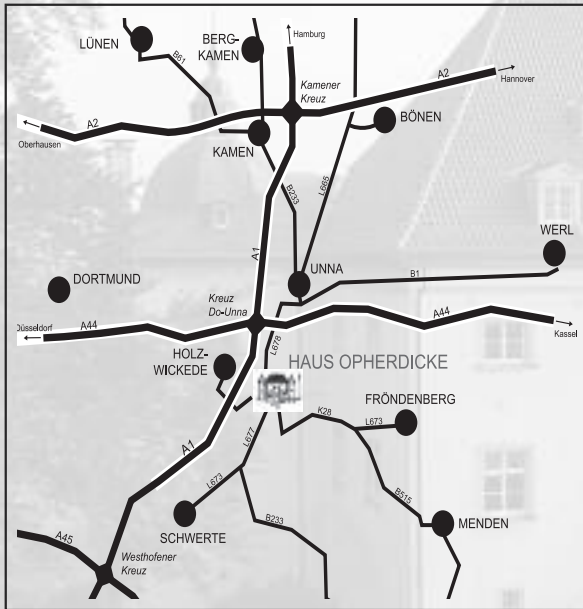 LÜNEN
BERG-
KAMEN
Hamburg
B61
Kamener
Kreuz
A2
Hannover
A2
Oberhausen
KAMEN
BÖNEN
B233
L665
A1
WERL
DORTMUND
UNNA
B1
Kreuz
Do-Unna
Düsseldorf
A44
A44
Kassel
L678
HOLZ-
WICKEDE
HAUS OPHERDICKE
FRÖNDENBERG
K28
L673
A1
L677
L673
B515
SCHWERTE
B233
MENDEN
A45
Westhofener
Kreuz